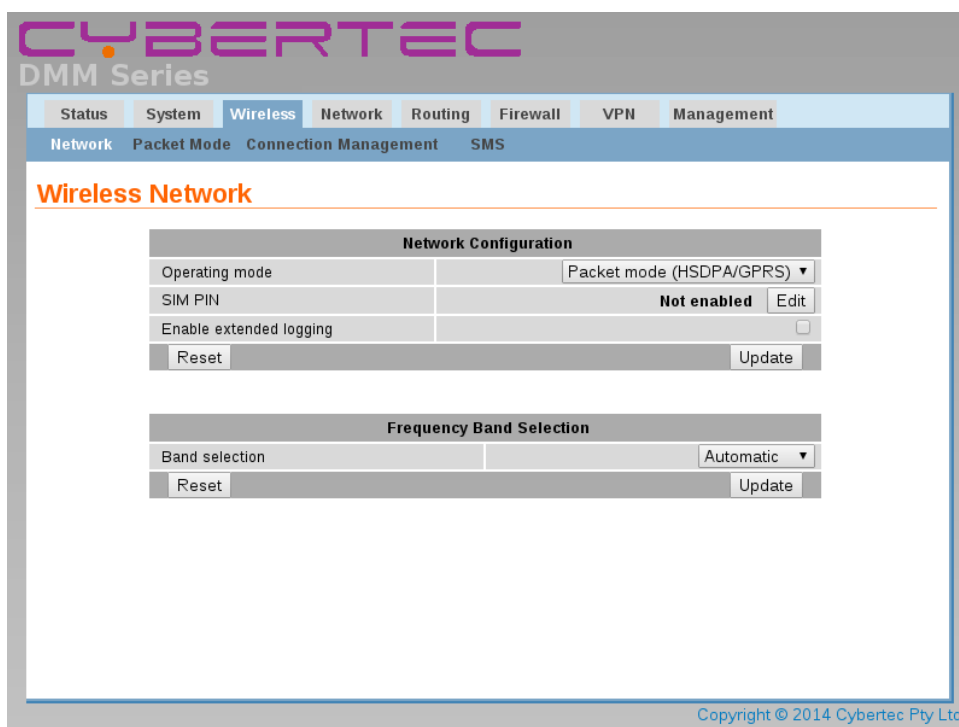 CYBERTEC
DMM Series
Status System Wireless Network Routing Firewall VPN Management
Network Packet Mode Connection Management SMS
Wireless Network
Network Configuration
Operating mode Packet mode (HSDPA/GPRS)
SIM PIN Not enabled Edit
Enable extended logging
Reset Update
Frequency Band Selection
Band selection Automatic
Reset Update
Copyright © 2014 Cybertec Pty Ltd